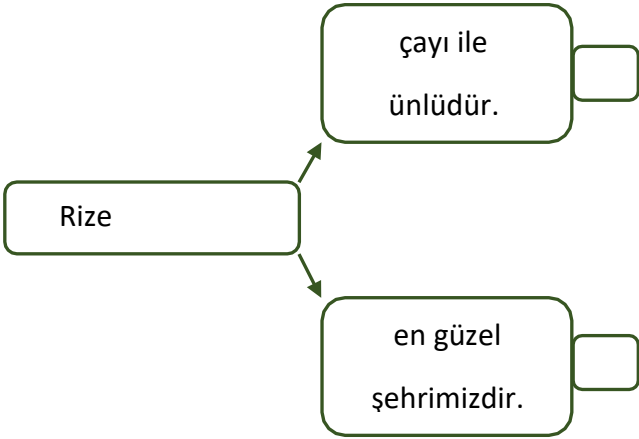 çayı ile
ünlüdür.
Rize
en güzel
şehrimizdir.